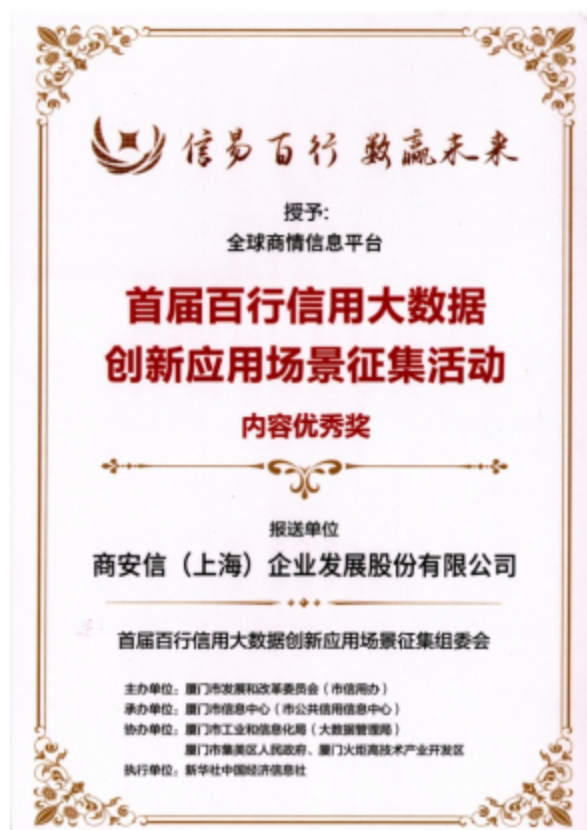 信易百行 数赢未来
授予:
全球商情信息平台
首届百行信用大数据
创新应用场景征集活动
内容优秀奖
报送单位
商安信（上海）企业发展股份有限公司
首届百行信用大数据创新应用场景征集组委会
主办单位：厦门市发展和改革委员会（市信用办）
承办单位：厦门市信息中心（市公共信用信息中心）
协办单位：厦门市工业和信息化局（大数据管理局）
厦门市集美区人民政府、厦门火炬高技术产业开发区
执行单位：新华社中国经济信息社